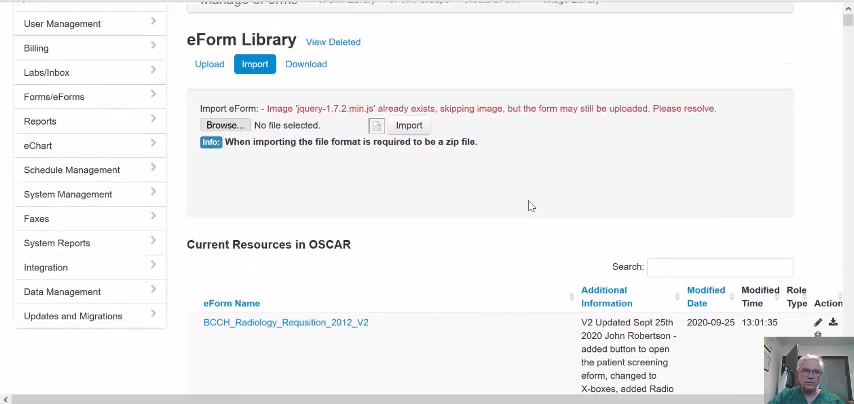 Manage eForms
User Management
Billing
Labs/Inbox
Forms/eForms
Reports
eChart
Schedule Management
System Management
Faxes
System Reports
Integration
Data Management
Updates and Migrations
eForm Library View Deleted
Upload Import Download
Import eForm: - Image 'jquery-1.7.2.min.js' already exists, skipping image, but the form may still be uploaded. Please resolve.
Browse... No file selected. Import
Info: When importing the file format is required to be a zip file.
Current Resources in OSCAR
Search:
eForm Name Additional Information Modified Date Modified Time Role Type Action
BCCH_Radiology_Requsition_2012_V2 2020-09-25 13:01:35
V2 Updated Sept 25th
2020 John Robertson -
added button to open
the patient screening
eform, changed to
X-boxes, added Radio